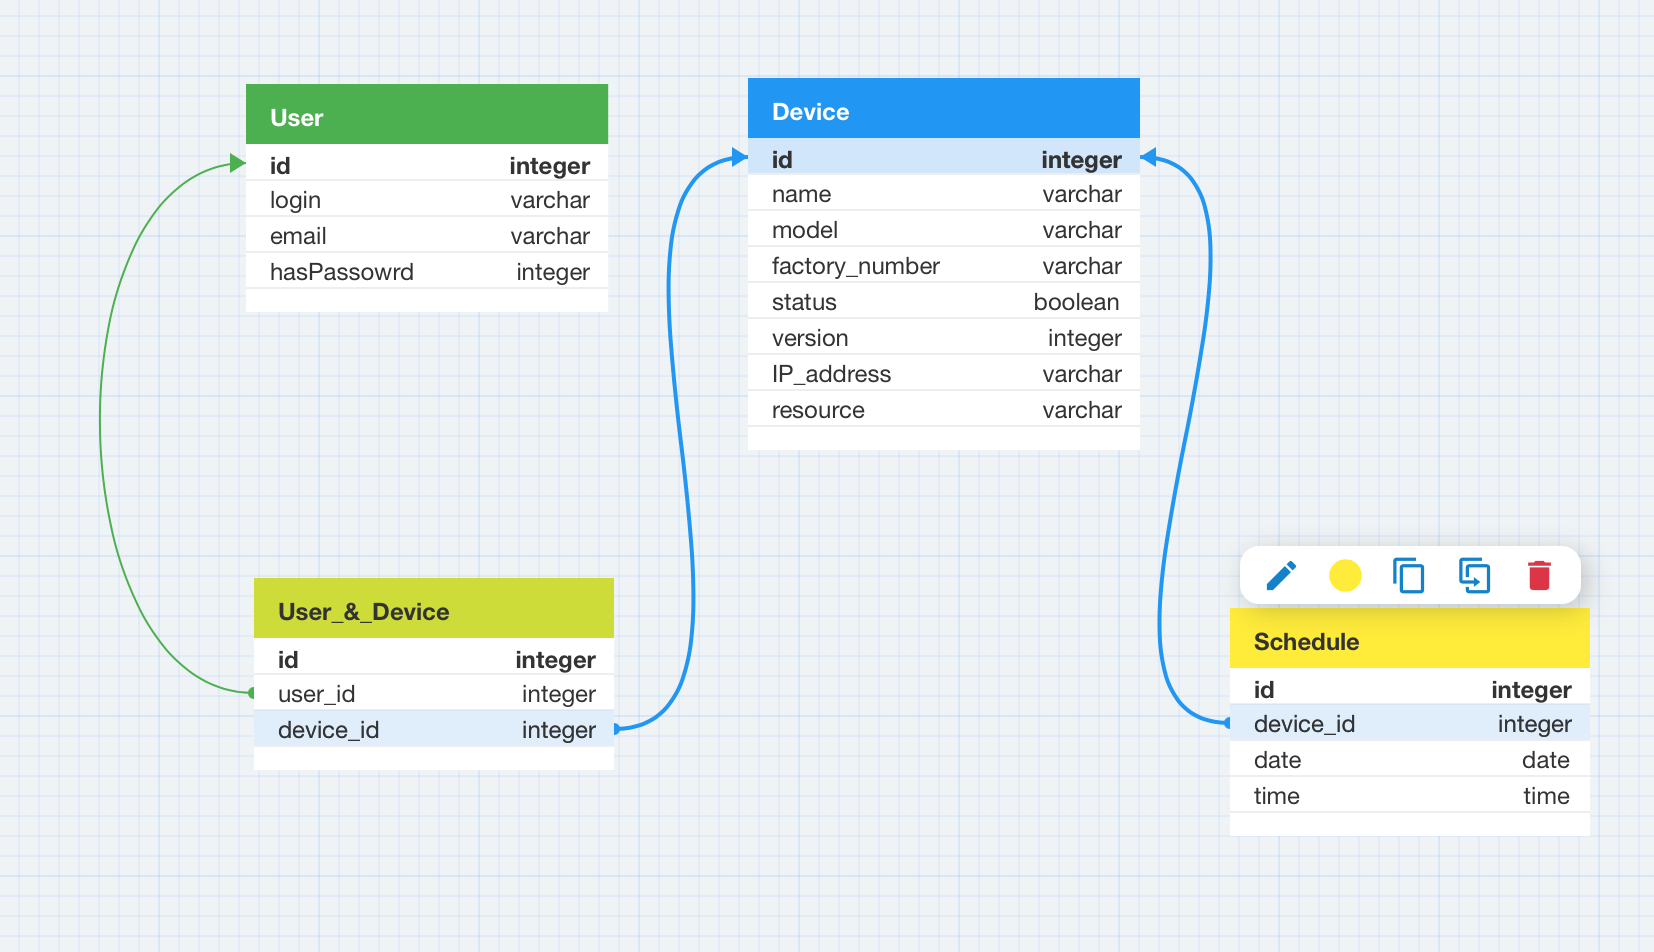 User
id integer
login varchar
email varchar
hasPassowrd integer
Device
id integer
name varchar
model varchar
factory_number varchar
status boolean
version integer
IP_address varchar
resource varchar
User_&_Device
id integer
user_id integer
device_id integer
Schedule
id integer
device_id integer
date date
time time